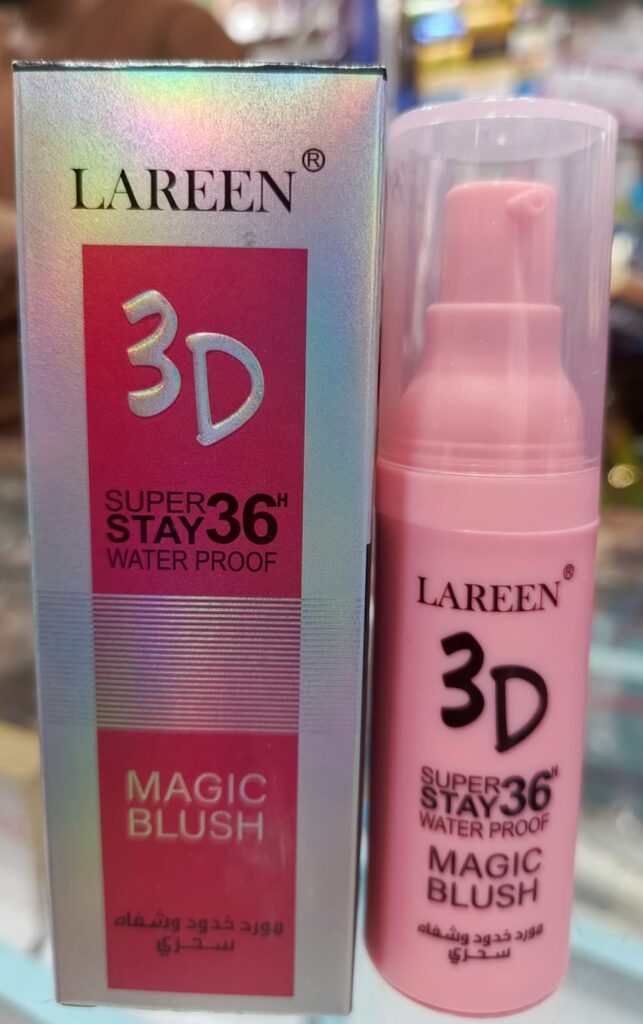 LAREEN®
3D
SUPER
STAY 36H
WATER PROOF
MAGIC
BLUSH
مورد خدود وشفاه
سحري
LAREEN®
3D
SUPER
STAY 36H
WATER PROOF
MAGIC
BLUSH
مورد خدود وشفاه
سحري